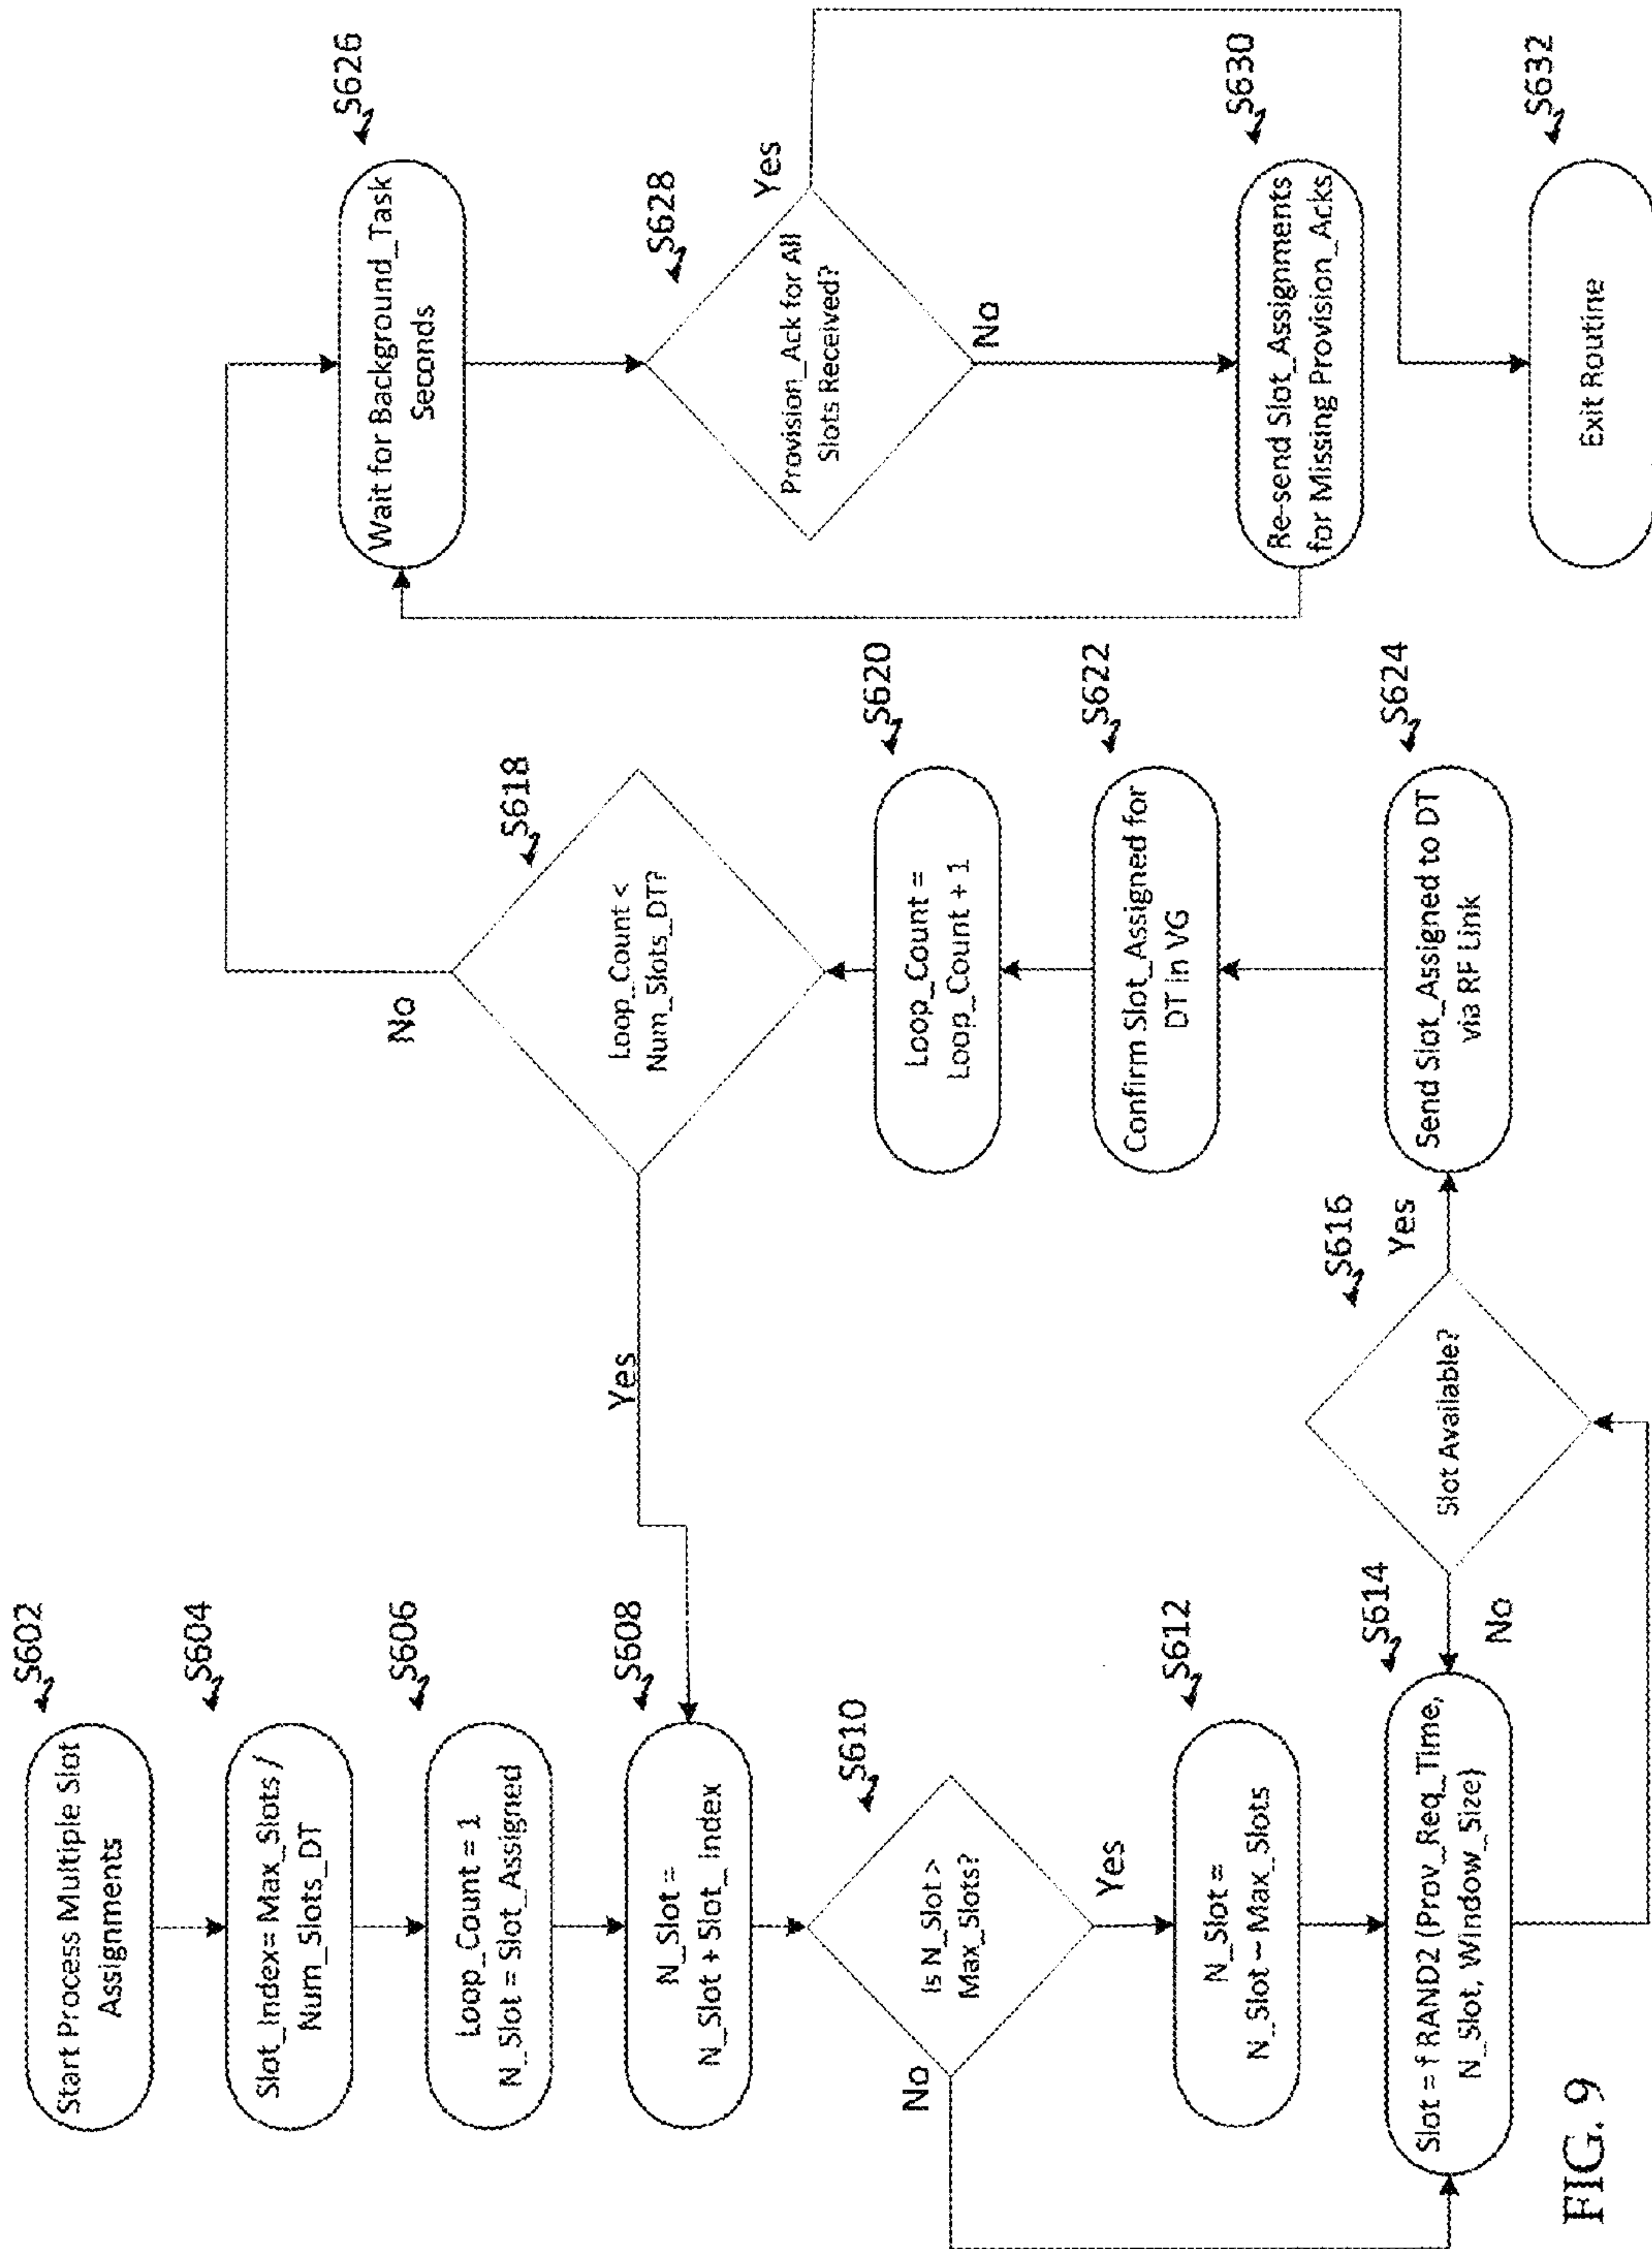 S602
Start Process Multiple Slot
Assignments
S604
Slot_Index= Max_Slots /
Num_Slots_DT
S606
Loop_Count = 1
N_Slot = Slot_Assigned
S608
N_Slot =
N_Slot + Slot_ Index
S610
Is N_Slot >
Max_Slots?
No
Yes
S612
N_Slot =
N_Slot – Max_Slots
S614
Slot = f RAND2 (Prov_Req_Time,
N_Slot, Window_Size)
No
S616
Slot Available?
Yes
S618
Loop_Count <
Num_Slots_DT?
No
Yes
S620
Loop_Count =
Loop_Count + 1
S622
Confirm Slot_Assigned for
DT in VG
S624
Send Slot_Assigned to DT
via RF Link
S626
Wait for Background_Task
Seconds
S628
Provision_Ack for All
Slots Received?
Yes
No
S630
Re-send Slot_Assignments
for Missing Provision_Acks
S632
Exit Routine
FIG. 9